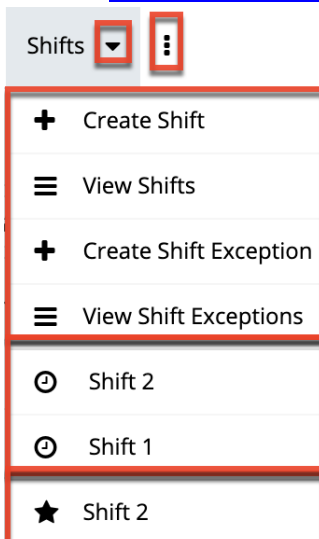 Shifts
Create Shift
View Shifts
Create Shift Exception
View Shift Exceptions
Shift 2
Shift 1
Shift 2